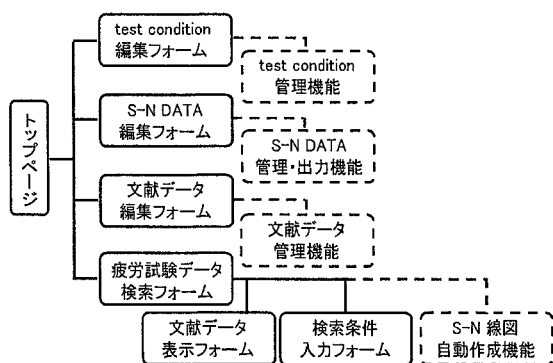 test condition
編集フォーム
test condition
管理機能
トップページ
S-N DATA
編集フォーム
S-N DATA
管理・出力機能
文献データ
編集フォーム
文献データ
管理機能
疲労試験データ
検索フォーム
文献データ
表示フォーム
検索条件
入力フォーム
S-N 線図
自動作成機能